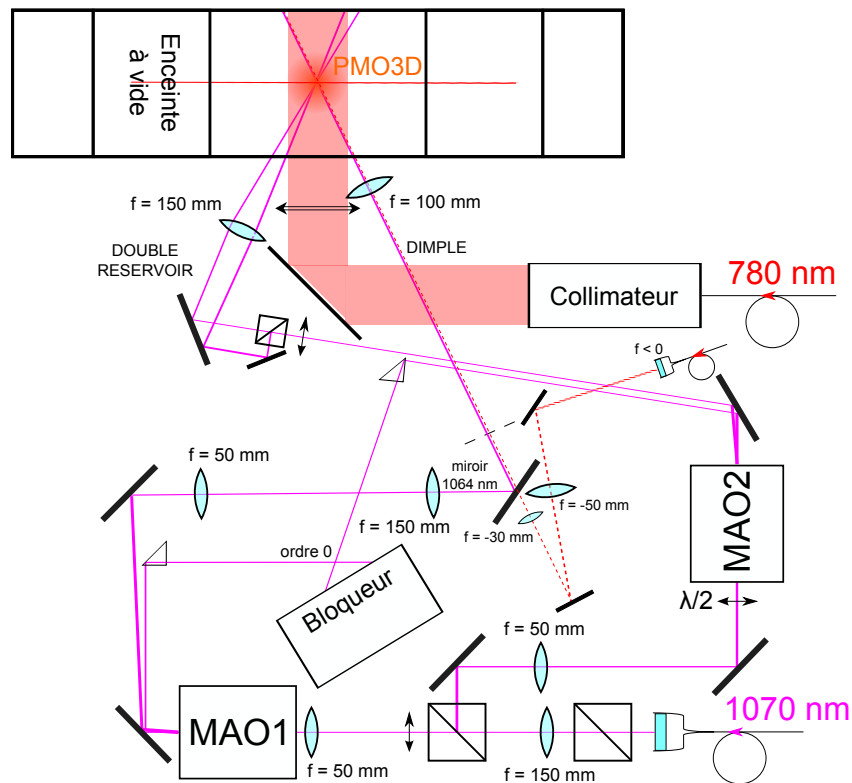 Enceinte
à vide
PMO3D
f = 150 mm
f = 100 mm
DOUBLE
RESERVOIR
DIMPLE
780 nm
Collimateur
f < 0
f = 50 mm
miroir
1064 nm
f = 150 mm
f = -50 mm
f = -30 mm
MAO2
ordre 0
Bloqueur
λ/2
f = 50 mm
1070 nm
MAO1
f = 50 mm
f = 150 mm